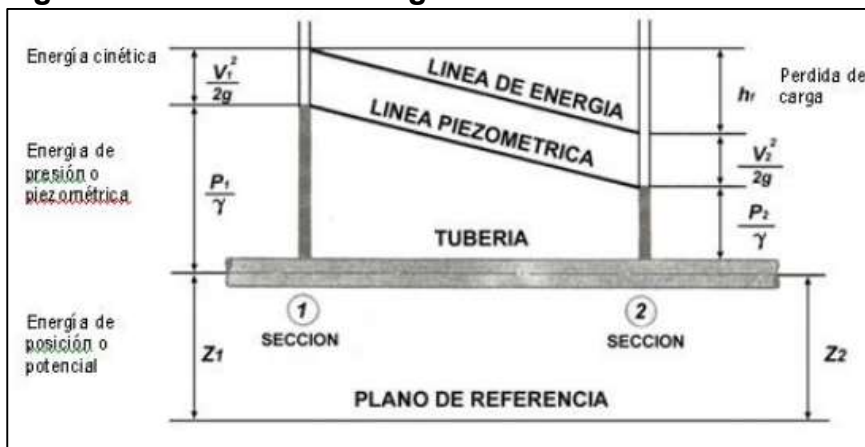 Energía cinética
V₁²
2g
LINEA DE ENERGIA
LINEA PIEZOMETRICA
hf
Perdida de
carga
Energia de
presión o
piezométrica
P₁
γ
V₂²
2g
P₂
γ
TUBERIA
1
SECCION
2
SECCION
Energía de
posición o
potencial
Z1
Z2
PLANO DE REFERENCIA